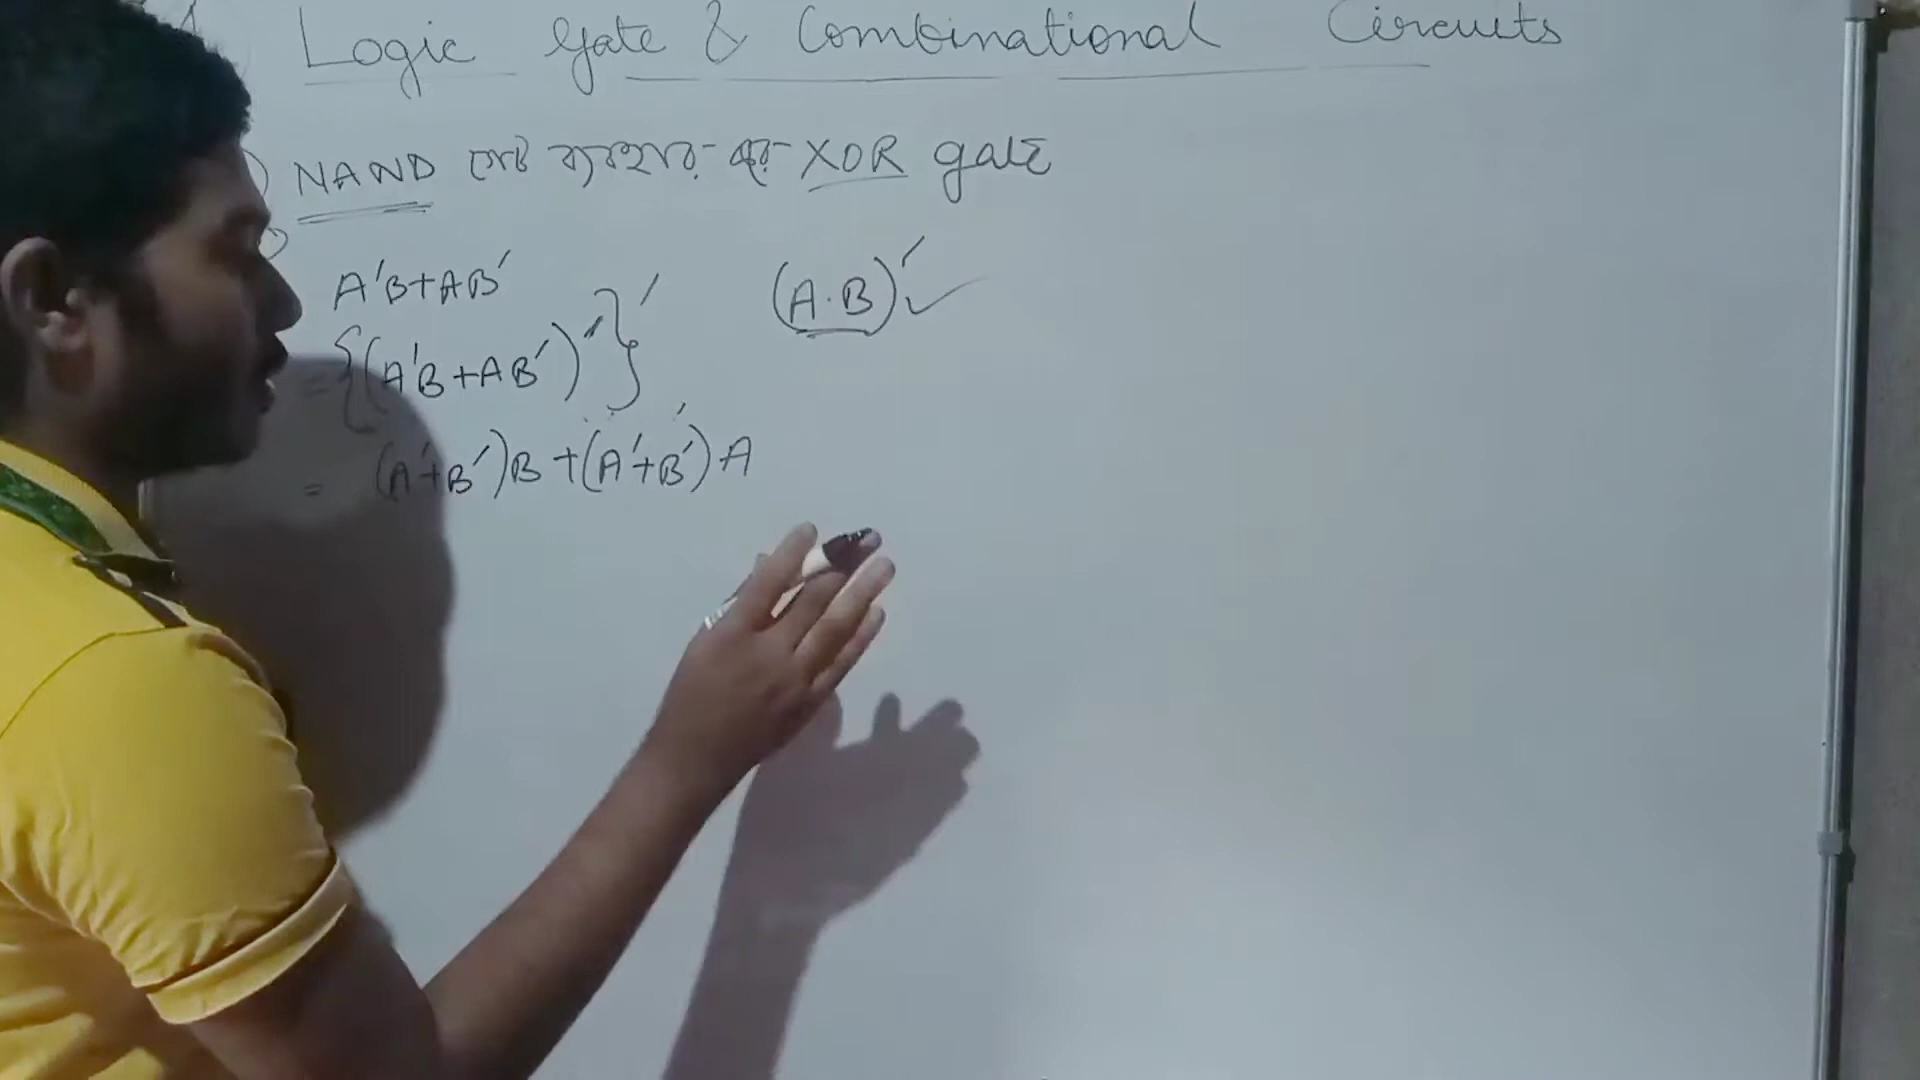 Logic gate & Combinational Circuits
) NAND গেট ব্যবহার করে XOR gate
A'B+AB'
(A·B)'✓
={(A'B+AB')'}'
= (A'+B')B+(A'+B')A